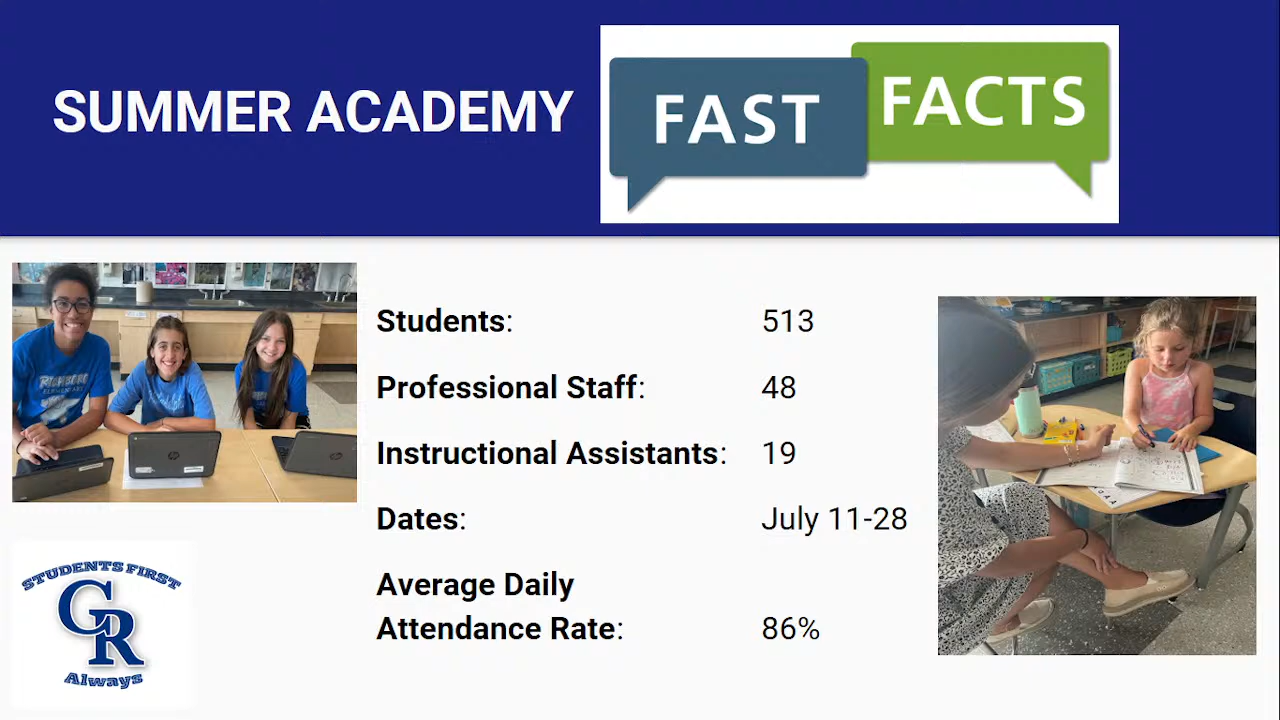 SUMMER ACADEMY
FAST
FACTS
Students: 513
Professional Staff: 48
Instructional Assistants: 19
Dates: July 11-28
Average Daily
Attendance Rate: 86%
STUDENTS FIRST
GR
Always